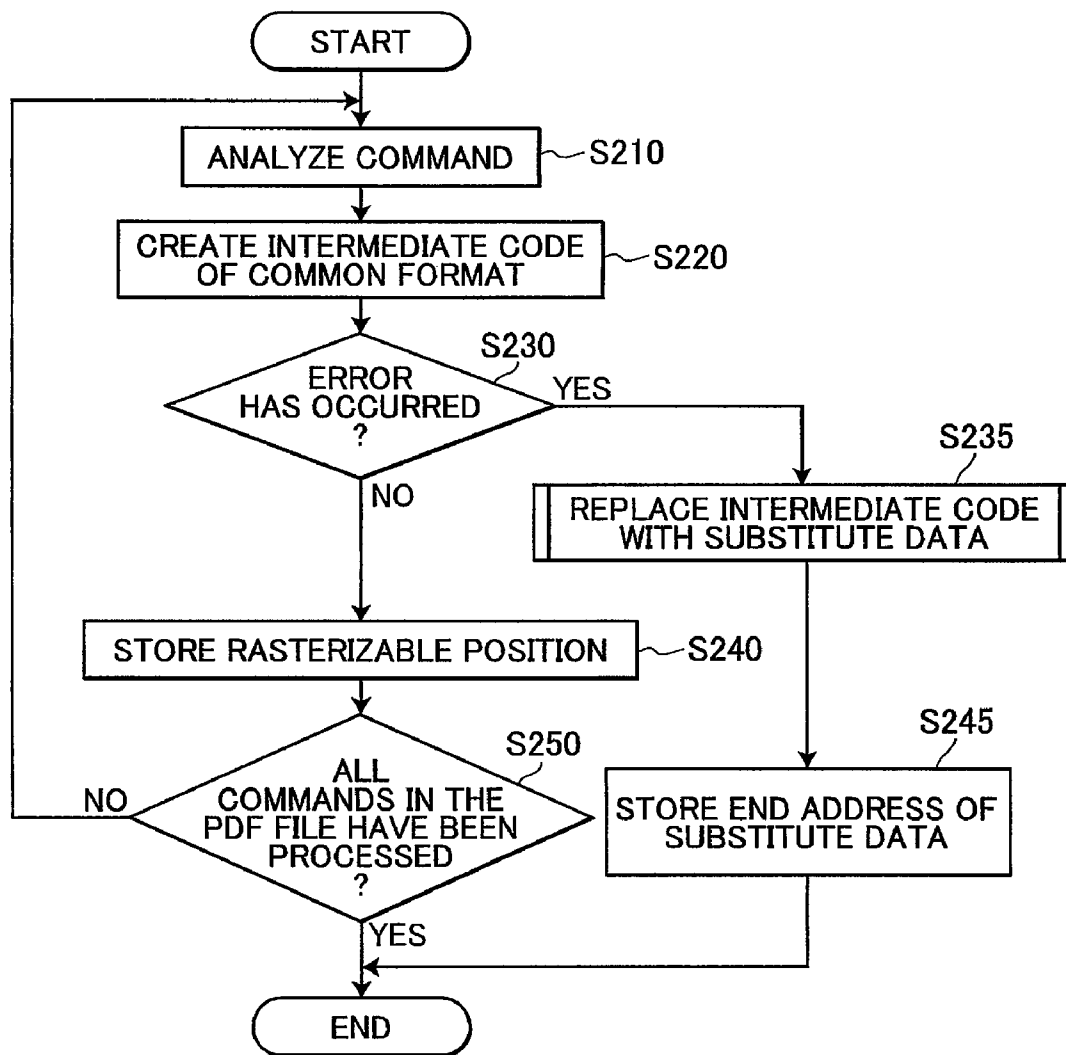 START
ANALYZE COMMAND
S210
CREATE INTERMEDIATE CODE
OF COMMON FORMAT
S220
S230
ERROR
HAS OCCURRED
?
YES
NO
S235
REPLACE INTERMEDIATE CODE
WITH SUBSTITUTE DATA
STORE RASTERIZABLE POSITION
S240
S250
ALL
COMMANDS IN THE
PDF FILE HAVE BEEN
PROCESSED
?
NO
YES
S245
STORE END ADDRESS OF
SUBSTITUTE DATA
END